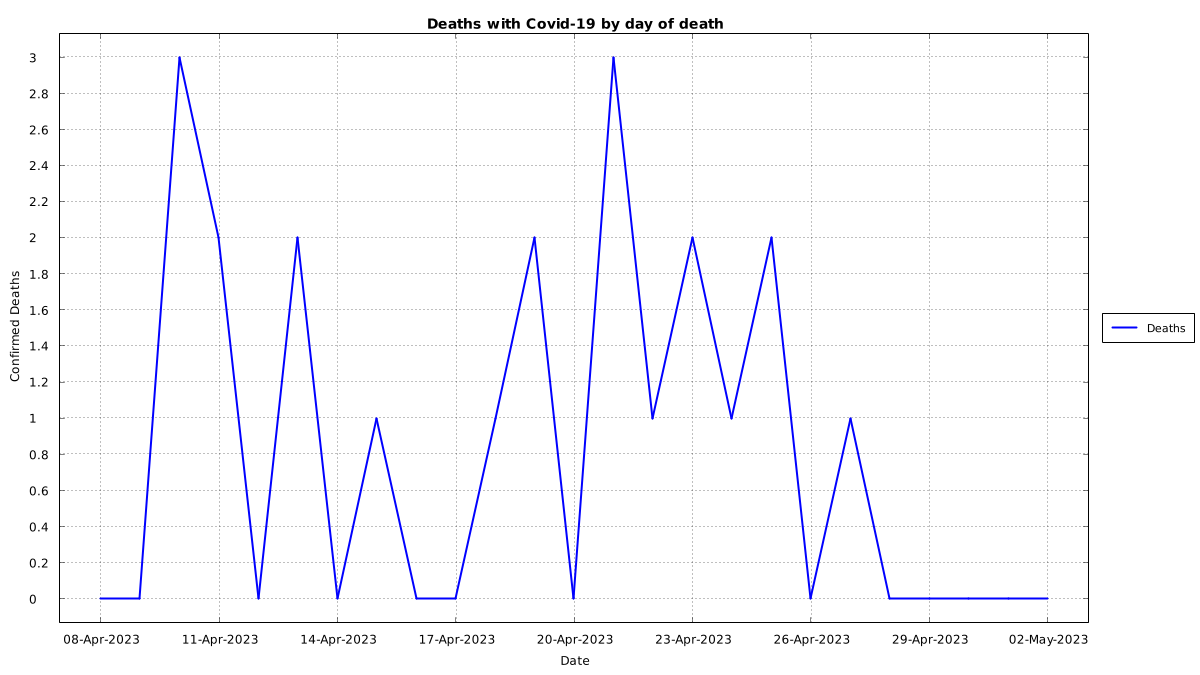 Deaths with Covid-19 by day of death
3
2.8
2.6
2.4
2.2
2
1.8
1.6
1.4
1.2
1
0.8
0.6
0.4
0.2
0
Confirmed Deaths
08-Apr-2023
11-Apr-2023
14-Apr-2023
17-Apr-2023
20-Apr-2023
23-Apr-2023
26-Apr-2023
29-Apr-2023
02-May-2023
Date
Deaths